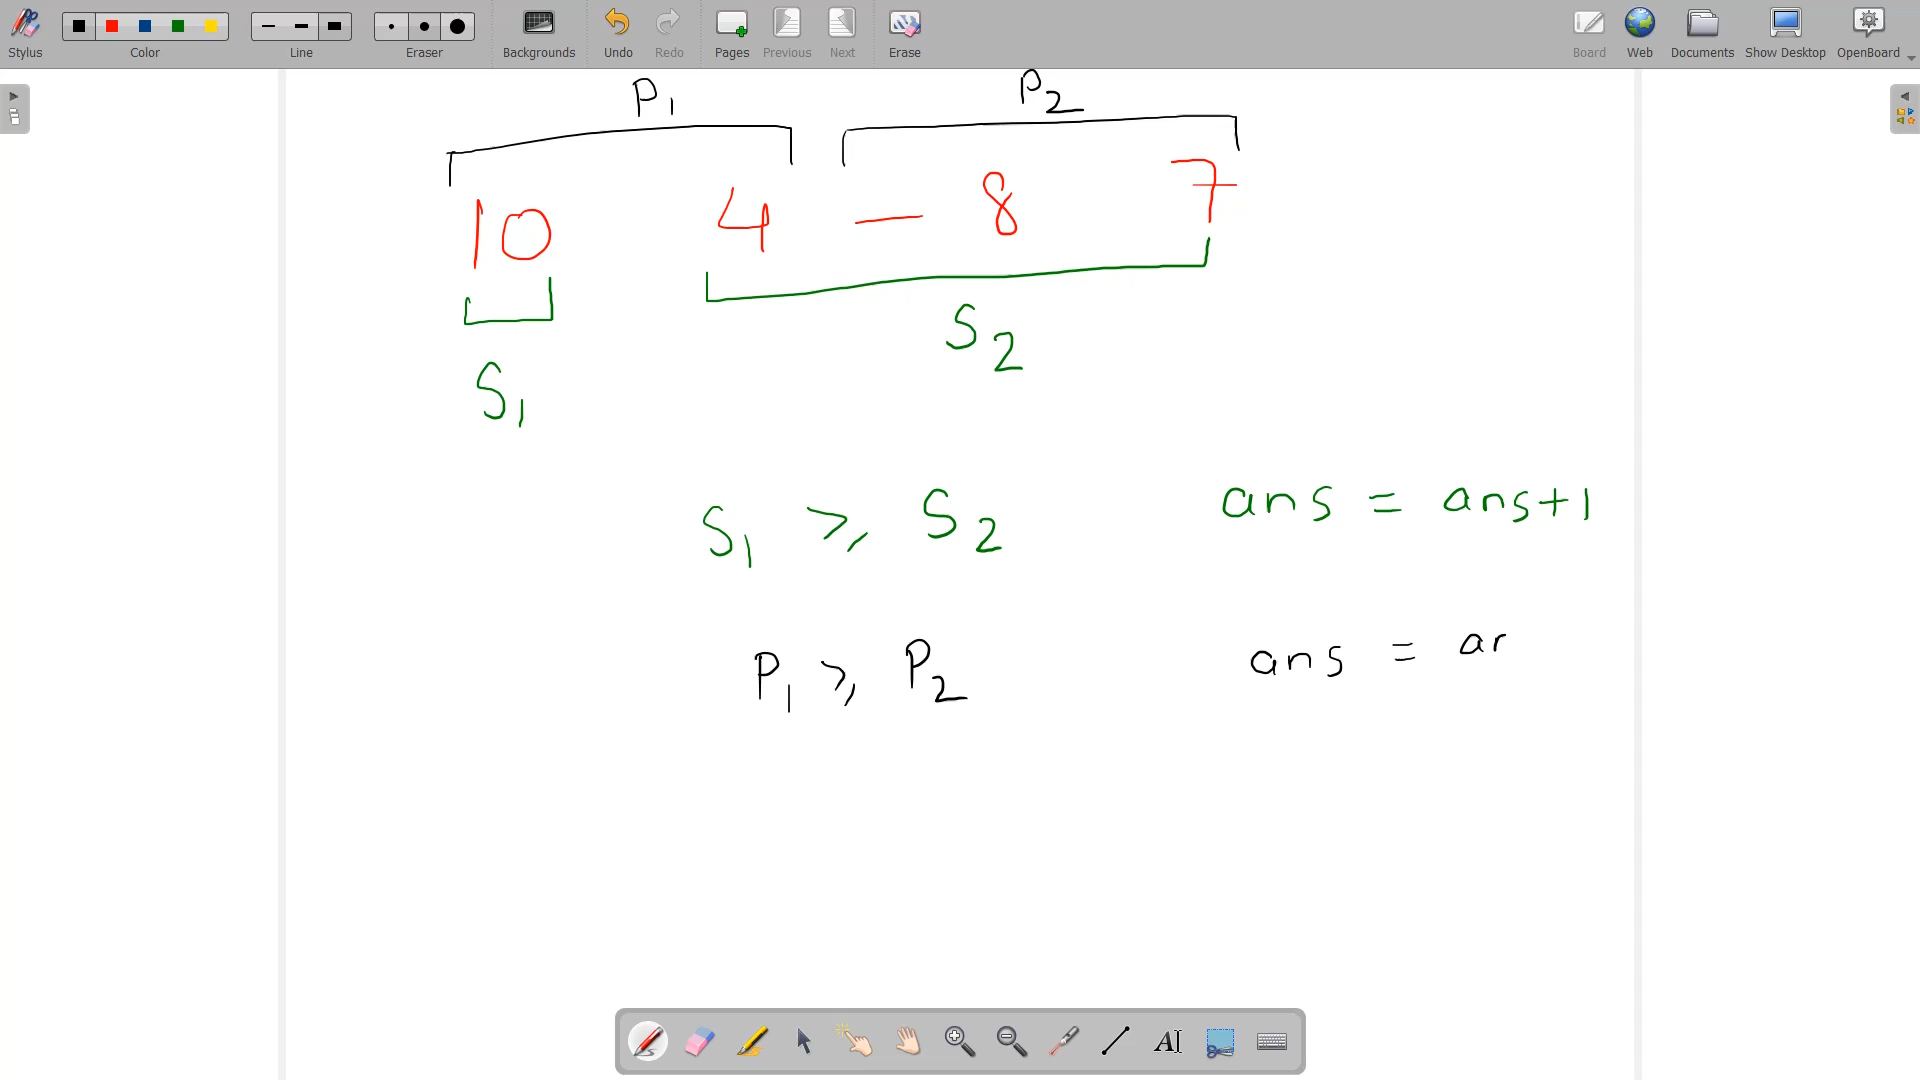 Stylus Color Line Eraser Backgrounds Undo Redo Pages Previous Next Erase Board Web Documents Show Desktop OpenBoard
P1 P2
10 4 - 8 7
S1 S2
S1 ⩾ S2 ans = ans+1
P1 ⩾ P2 ans = ar